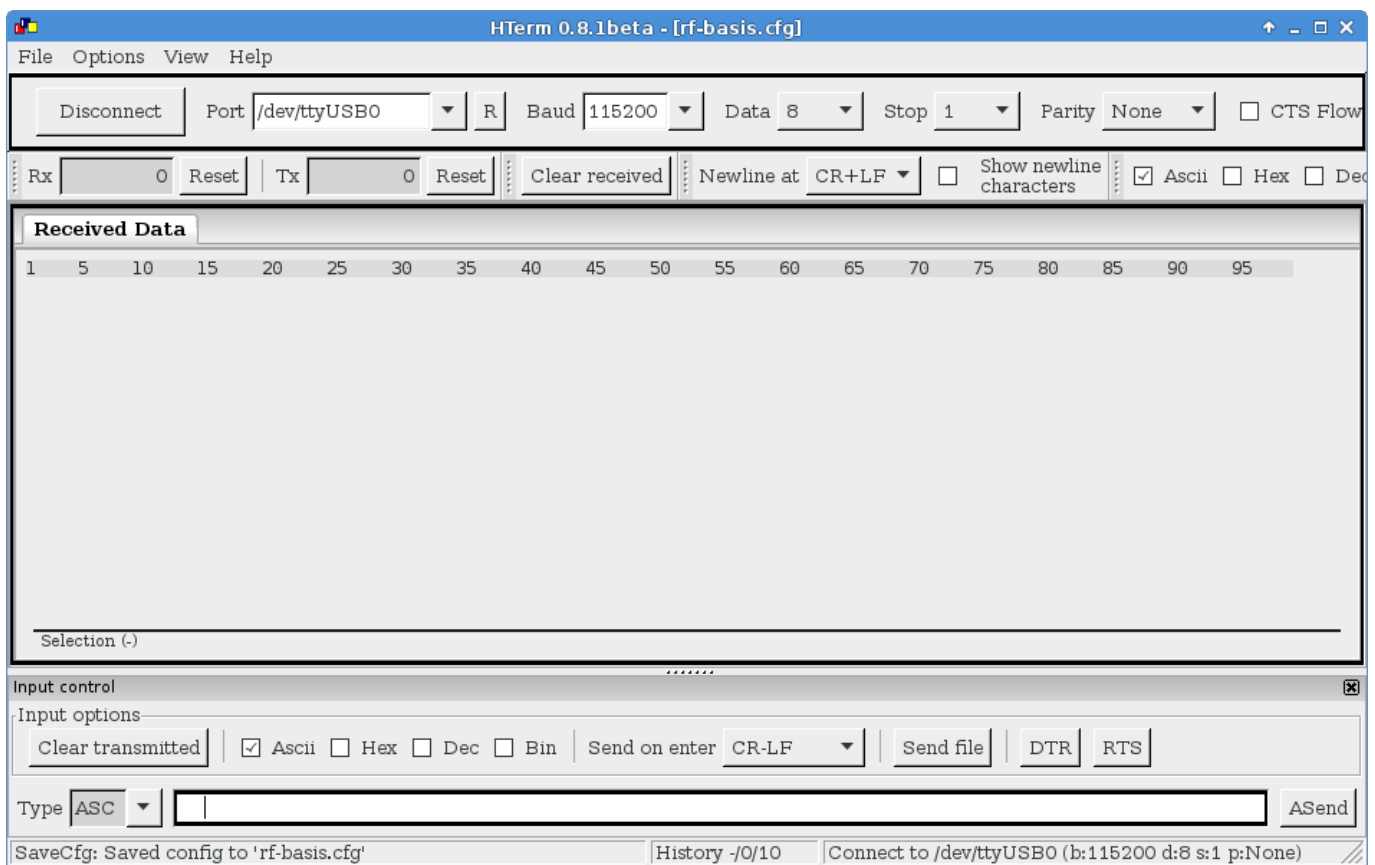 HTerm 0.8.1beta - [rf-basis.cfg]
File Options View Help
Disconnect Port /dev/ttyUSB0 R Baud 115200 Data 8 Stop 1 Parity None CTS Flow
Rx 0 Reset Tx 0 Reset Clear received Newline at CR+LF Show newline characters Ascii Hex Dec
Received Data
1 5 10 15 20 25 30 35 40 45 50 55 60 65 70 75 80 85 90 95
Selection (-)
Input control
Input options
Clear transmitted Ascii Hex Dec Bin Send on enter CR-LF Send file DTR RTS
Type ASC ASend
SaveCfg: Saved config to 'rf-basis.cfg' History -/0/10 Connect to /dev/ttyUSB0 (b:115200 d:8 s:1 p:None)